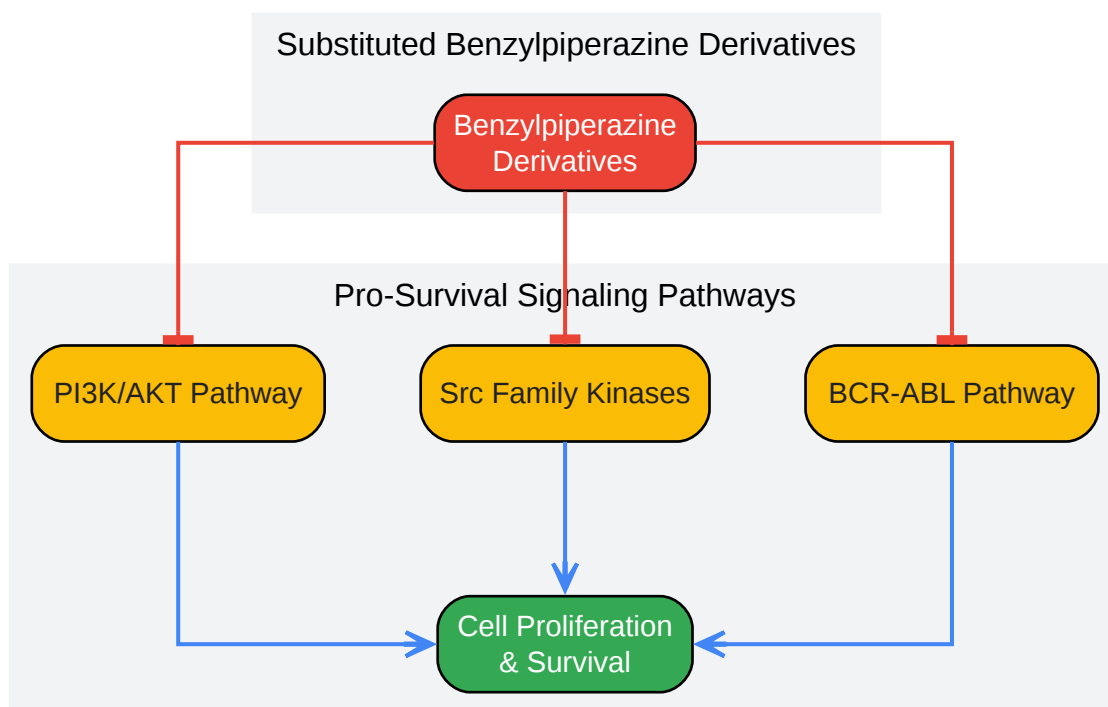 Substituted Benzylpiperazine Derivatives
Benzylpiperazine
Derivatives
Pro-Survival Signaling Pathways
PI3K/AKT Pathway
Src Family Kinases
BCR-ABL Pathway
Cell Proliferation
& Survival